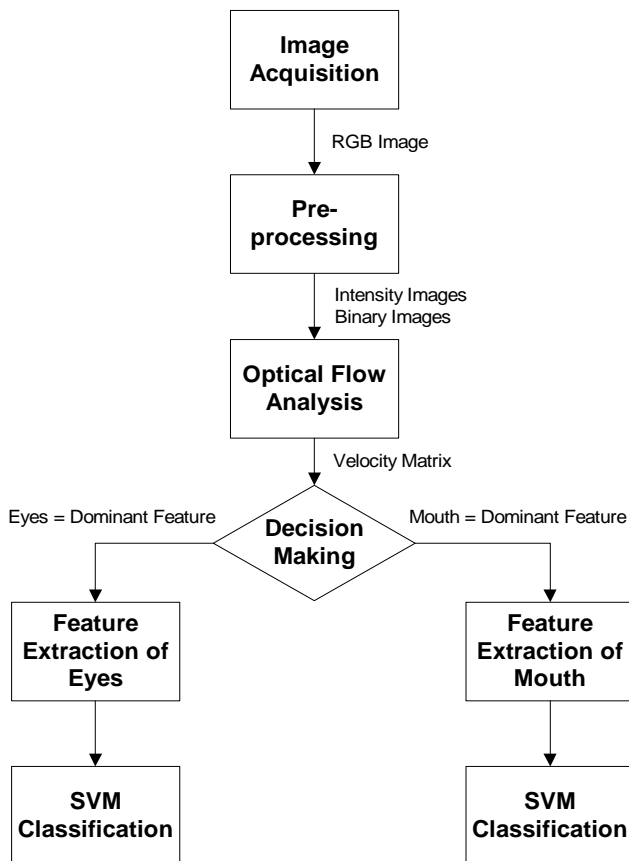 Image
Acquisition
RGB Image
Pre-
processing
Intensity Images
Binary Images
Optical Flow
Analysis
Velocity Matrix
Eyes = Dominant Feature
Decision
Making
Mouth = Dominant Feature
Feature
Extraction of
Eyes
Feature
Extraction of
Mouth
SVM
Classification
SVM
Classification